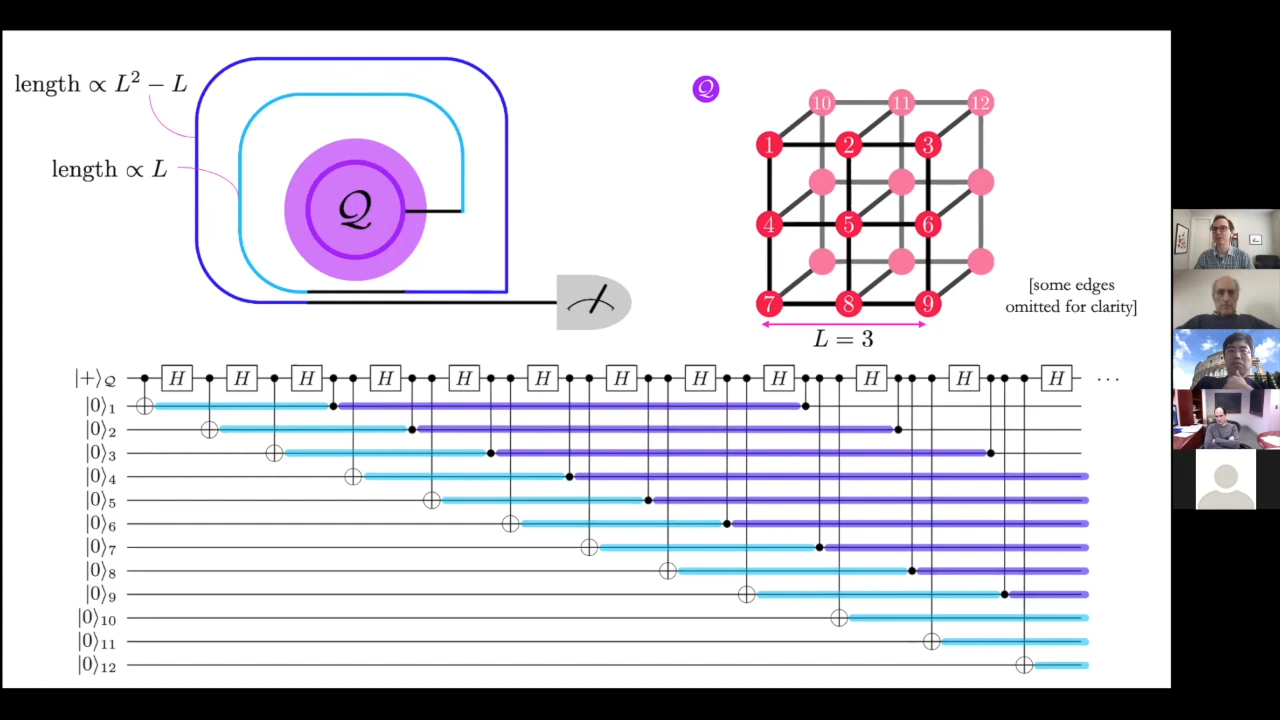 length ∝ L² − L
length ∝ L
𝒬
𝒬
10 11 12
1 2 3
4 5 6
7 8 9
[some edges
omitted for clarity]
L = 3
|+⟩𝒬 H H H H H H H H H H H H ···
|0⟩₁
|0⟩₂
|0⟩₃
|0⟩₄
|0⟩₅
|0⟩₆
|0⟩₇
|0⟩₈
|0⟩₉
|0⟩₁₀
|0⟩₁₁
|0⟩₁₂